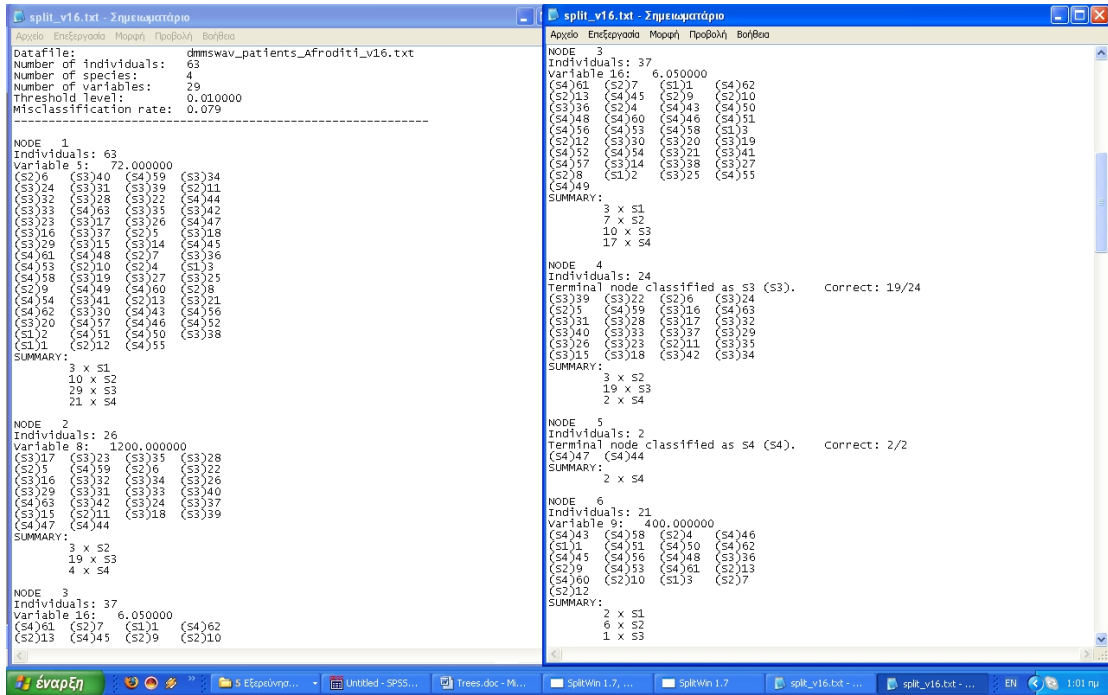 split_v16.txt - Σημειωματάριο
Αρχείο Επεξεργασία Μορφή Προβολή Βοήθεια
Datafile: dmmswav_patients_Afroditi_v16.txt
Number of individuals: 63
Number of species: 4
Number of variables: 29
Threshold level: 0.010000
Misclassification rate: 0.079
----------------------------------------------------------------
NODE 1
Individuals: 63
Variable 5: 72.000000
(S2)6 (S3)40 (S4)59 (S3)34
(S3)24 (S3)31 (S3)39 (S2)11
(S3)32 (S3)28 (S3)22 (S4)44
(S3)33 (S4)63 (S3)35 (S3)42
(S3)23 (S3)17 (S3)26 (S4)47
(S3)16 (S3)37 (S2)5 (S3)18
(S3)29 (S3)15 (S3)14 (S4)45
(S4)61 (S4)48 (S2)7 (S3)36
(S4)53 (S2)10 (S2)4 (S1)3
(S4)58 (S3)19 (S3)27 (S3)25
(S2)9 (S4)49 (S4)60 (S2)8
(S4)54 (S3)41 (S2)13 (S3)21
(S4)62 (S3)30 (S4)43 (S4)56
(S3)20 (S4)57 (S4)46 (S4)52
(S1)2 (S4)51 (S4)50 (S3)38
(S1)1 (S2)12 (S4)55
SUMMARY:
3 x S1
10 x S2
29 x S3
21 x S4
NODE 2
Individuals: 26
Variable 8: 1200.000000
(S3)17 (S3)23 (S3)35 (S3)28
(S2)5 (S4)59 (S2)6 (S3)22
(S3)16 (S3)32 (S3)34 (S3)26
(S3)29 (S3)31 (S3)33 (S3)40
(S4)63 (S3)42 (S3)24 (S3)37
(S3)15 (S2)11 (S3)18 (S3)39
(S4)47 (S4)44
SUMMARY:
3 x S2
19 x S3
4 x S4
NODE 3
Individuals: 37
Variable 16: 6.050000
(S4)61 (S2)7 (S1)1 (S4)62
(S2)13 (S4)45 (S2)9 (S2)10
split_v16.txt - Σημειωματάριο
Αρχείο Επεξεργασία Μορφή Προβολή Βοήθεια
NODE 3
Individuals: 37
Variable 16: 6.050000
(S4)61 (S2)7 (S1)1 (S4)62
(S2)13 (S4)45 (S2)9 (S2)10
(S3)36 (S2)4 (S4)43 (S4)50
(S4)48 (S4)60 (S4)46 (S4)51
(S4)56 (S4)53 (S4)58 (S1)3
(S2)12 (S3)30 (S3)20 (S3)19
(S4)52 (S4)54 (S3)21 (S3)41
(S4)57 (S3)14 (S3)38 (S3)27
(S2)8 (S1)2 (S3)25 (S4)55
(S4)49
SUMMARY:
3 x S1
7 x S2
10 x S3
17 x S4
NODE 4
Individuals: 24
Terminal node classified as S3 (S3). Correct: 19/24
(S3)39 (S3)22 (S2)6 (S3)24
(S2)5 (S4)59 (S3)16 (S4)63
(S3)31 (S3)28 (S3)17 (S3)32
(S3)40 (S3)33 (S3)37 (S3)29
(S3)26 (S3)23 (S2)11 (S3)35
(S3)15 (S3)18 (S3)42 (S3)34
SUMMARY:
3 x S2
19 x S3
2 x S4
NODE 5
Individuals: 2
Terminal node classified as S4 (S4). Correct: 2/2
(S4)47 (S4)44
SUMMARY:
2 x S4
NODE 6
Individuals: 21
Variable 9: 400.000000
(S4)43 (S4)58 (S2)4 (S4)46
(S1)1 (S4)51 (S4)50 (S4)62
(S4)45 (S4)56 (S4)48 (S3)36
(S2)9 (S4)53 (S4)61 (S2)13
(S4)60 (S2)10 (S1)3 (S2)7
(S2)12
SUMMARY:
2 x S1
6 x S2
1 x S3
έναρξη 5 Εξερεύνησ... Untitled - SPSS... Trees.doc - Mi... SplitWin 1.7, ... SplitWin 1.7 split_v16.txt - ... split_v16.txt - ... EN 1:01 πμ